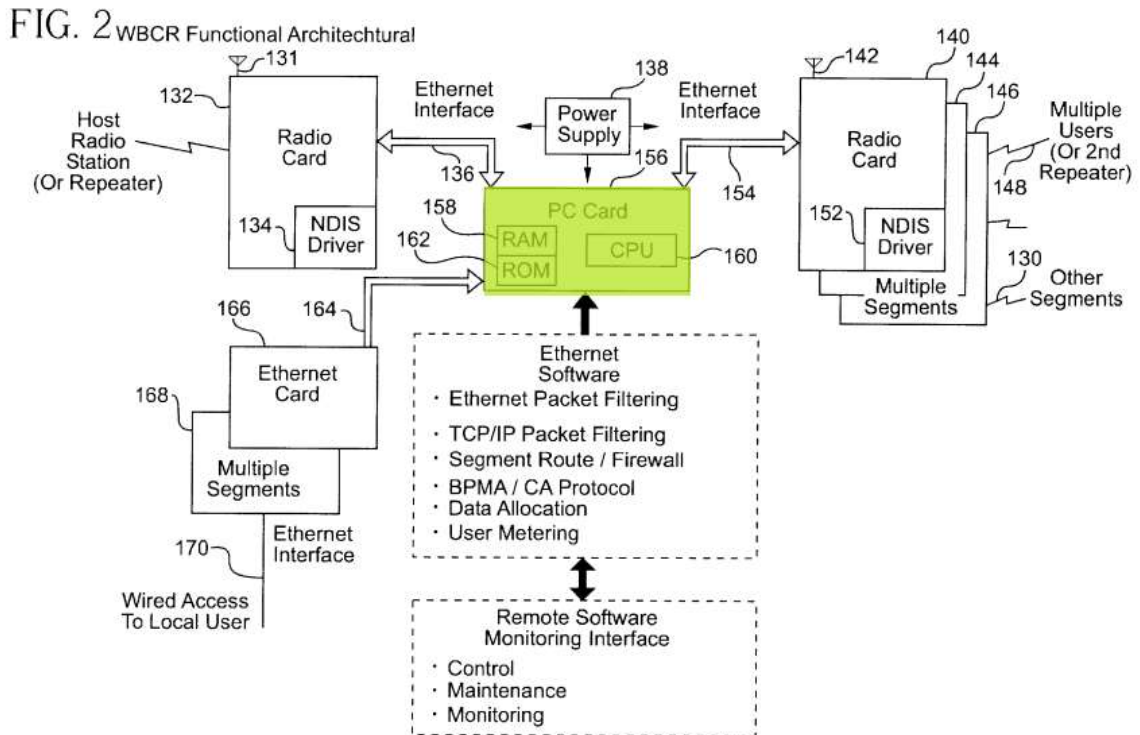 FIG. 2 WBCR Functional Architechtural
131
132
Host
Radio
Station
(Or Repeater)
Radio
Card
134
NDIS
Driver
Ethernet
Interface
136
138
Power
Supply
Ethernet
Interface
154
156
PC Card
158
RAM
162
ROM
CPU
160
142
140
144
146
Radio
Card
152
NDIS
Driver
Multiple
Segments
Multiple
Users
(Or 2nd
Repeater)
148
130
Other
Segments
164
166
Ethernet
Card
168
Multiple
Segments
Ethernet
Interface
170
Wired Access
To Local User
Ethernet
Software
· Ethernet Packet Filtering
· TCP/IP Packet Filtering
· Segment Route / Firewall
· BPMA / CA Protocol
· Data Allocation
· User Metering
Remote Software
Monitoring Interface
· Control
· Maintenance
· Monitoring